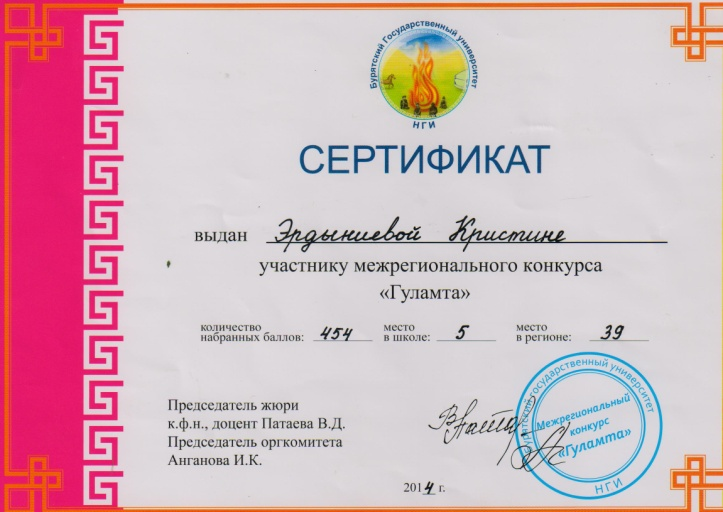 Бурятский Государственный университет
НГИ
СЕРТИФИКАТ
выдан Эрдыниевой Кристине
участнику межрегионального конкурса
«Гуламта»
количество набранных баллов: 454 место в школе: 5 место в регионе: 39
Председатель жюри
к.ф.н., доцент Патаева В.Д.
Председатель оргкомитета
Анганова И.К.
Бурятский государственный университет
Межрегиональный
конкурс
«Гуламта»
НГИ
2014 г.